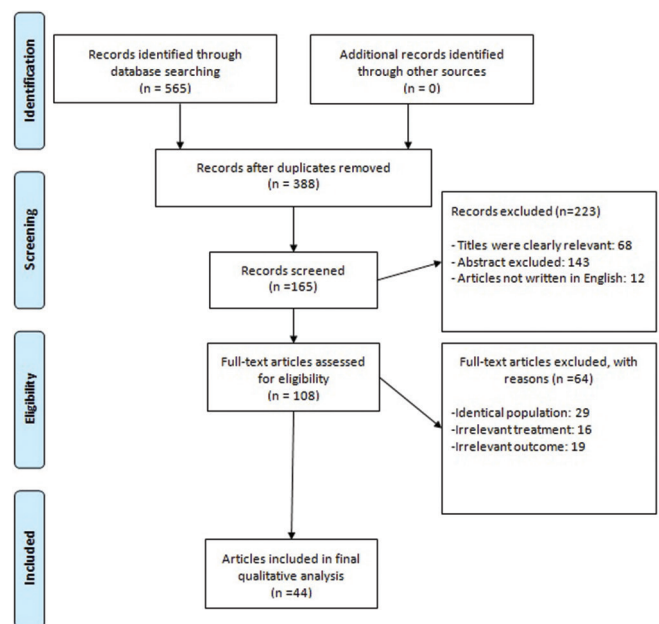 Identification
Records identified through
database searching
(n = 565)
Additional records identified
through other sources
(n = 0)
Records after duplicates removed
(n = 388)
Screening
Records excluded (n=223)
- Titles were clearly relevant: 68
- Abstract excluded: 143
- Articles not written in English: 12
Records screened
(n =165)
Eligibility
Full-text articles assessed
for eligibility
(n = 108)
Full-text articles excluded, with
reasons (n =64)
-Identical population: 29
-Irrelevant treatment: 16
-Irrelevant outcome: 19
Included
Articles included in final
qualitative analysis
(n =44)